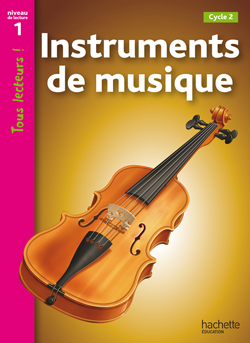 niveau
de lecture
1
Cycle 2
Tous lecteurs !
Instruments
de musique
hachette
ÉDUCATION